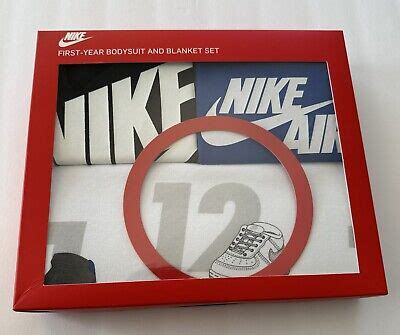 NIKE
FIRST-YEAR BODYSUIT AND BLANKET SET
NIKE
NIKE
AIR
12